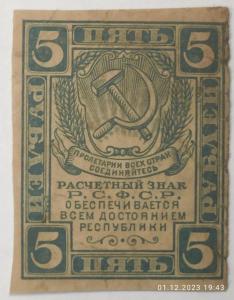 5 ПЯТЬ 5
РУБЛЕЙ
РУБЛЕЙ
ПРОЛЕТАРИИ ВСЕХ СТРАН
СОЕДИНЯЙТЕСЬ
РАСЧЕТНЫЙ ЗНАК
Р.С.Ф.С.Р.
ОБЕСПЕЧИВАЕТСЯ
ВСЕМ ДОСТОЯНИЕМ
РЕСПУБЛИКИ
5 ПЯТЬ 5
01.12.2023 19:43